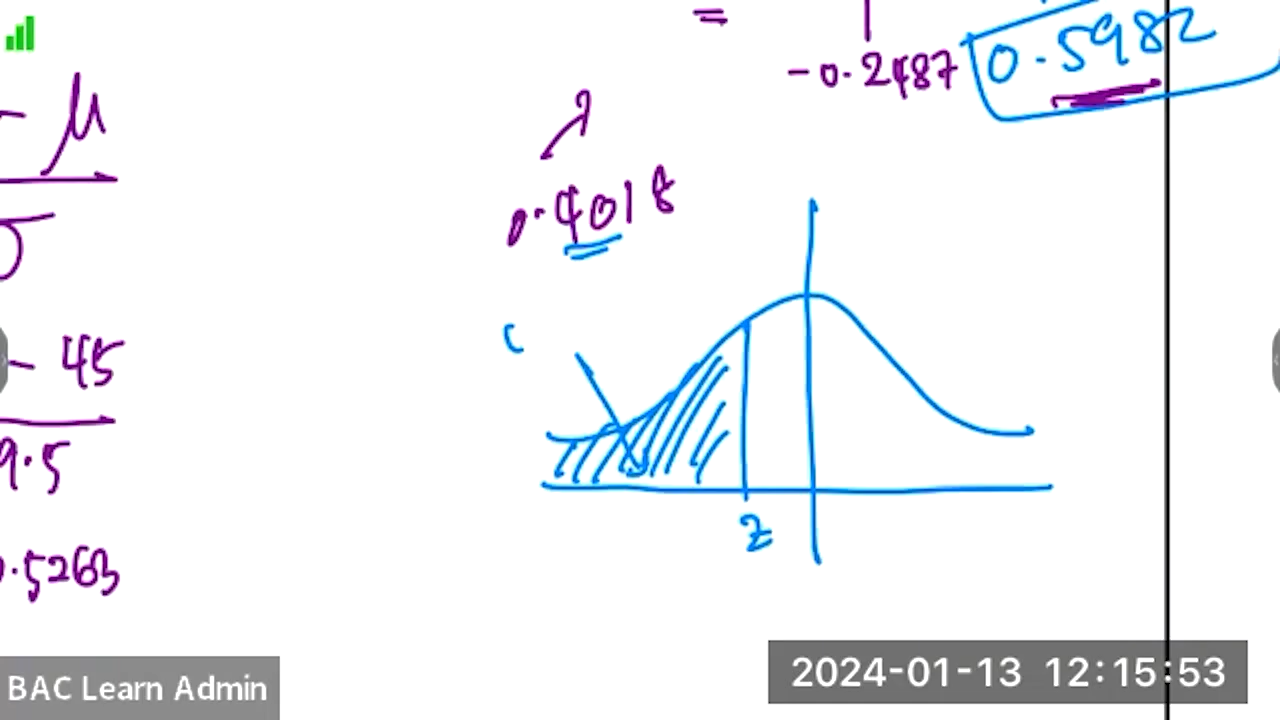 =
-0.2487
0.5982
- μ
σ
0.4018
- 45
9.5
C
z
0.5263
BAC Learn Admin
2024-01-13 12:15:53